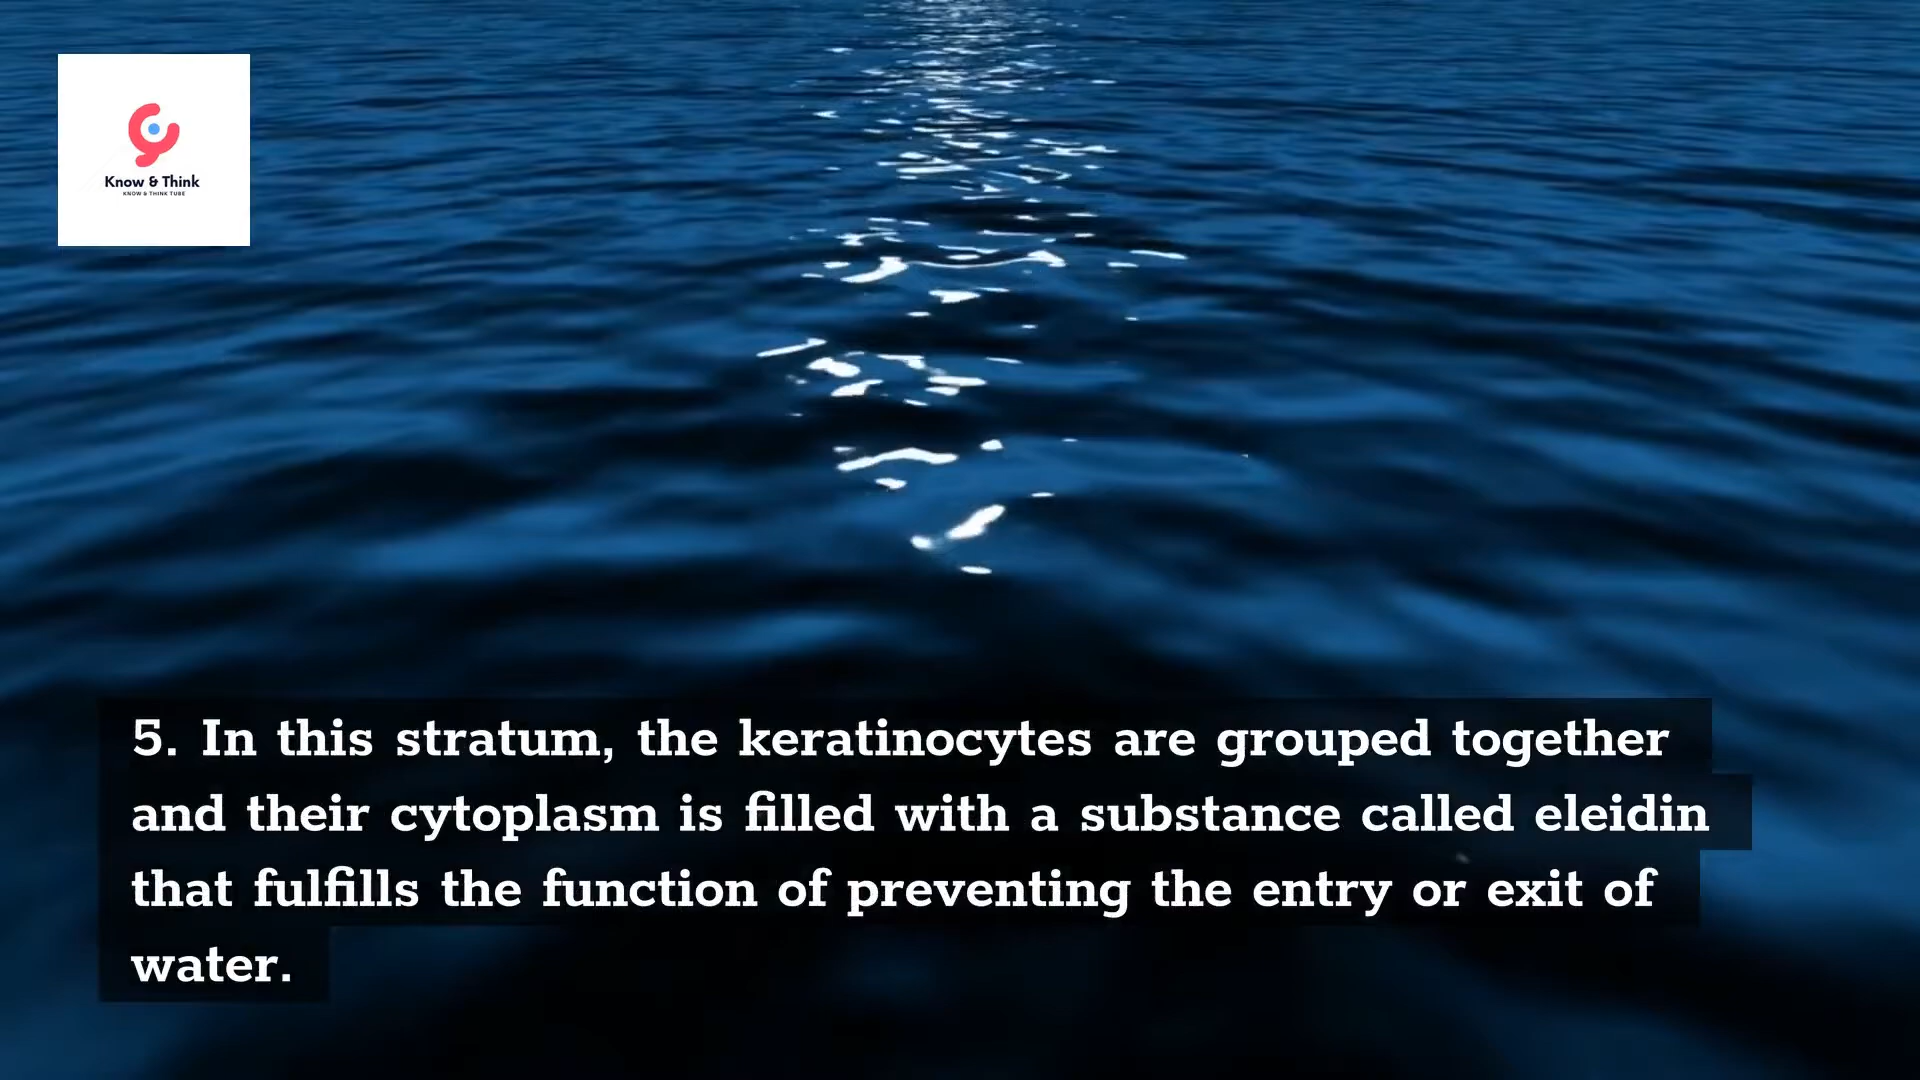 Know & Think
KNOW & THINK TUBE
5. In this stratum, the keratinocytes are grouped together
and their cytoplasm is filled with a substance called eleidin
that fulfills the function of preventing the entry or exit of
water.